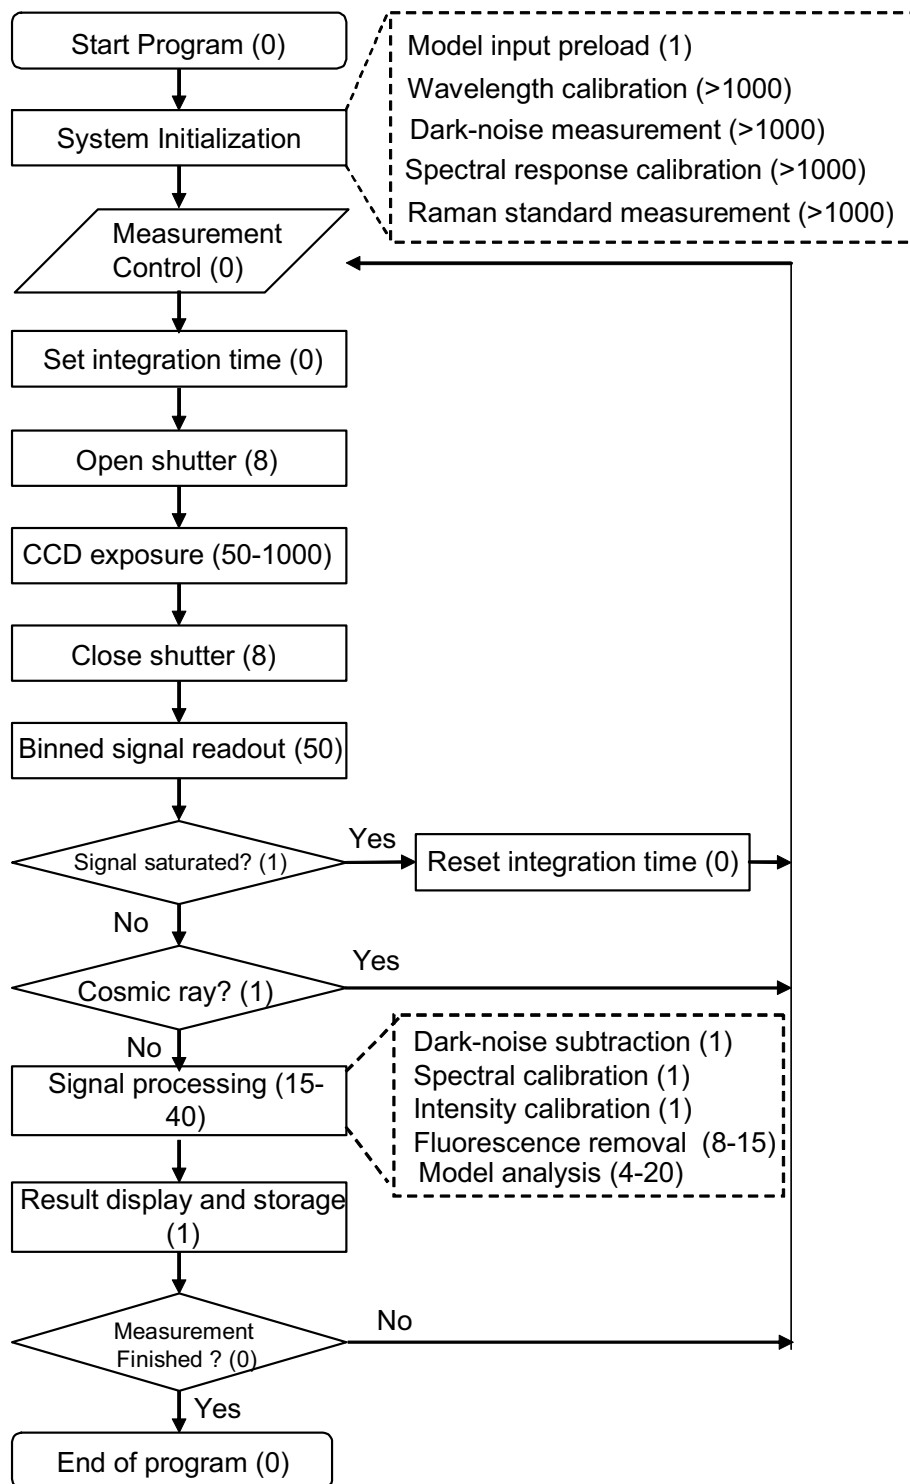 Start Program (0)
System Initialization
Model input preload (1)
Wavelength calibration (>1000)
Dark-noise measurement (>1000)
Spectral response calibration (>1000)
Raman standard measurement (>1000)
Measurement
Control (0)
Set integration time (0)
Open shutter (8)
CCD exposure (50-1000)
Close shutter (8)
Binned signal readout (50)
Signal saturated? (1)
Yes
Reset integration time (0)
No
Cosmic ray? (1)
Yes
No
Signal processing (15-
40)
Dark-noise subtraction (1)
Spectral calibration (1)
Intensity calibration (1)
Fluorescence removal (8-15)
Model analysis (4-20)
Result display and storage
(1)
Measurement
Finished ? (0)
No
Yes
End of program (0)